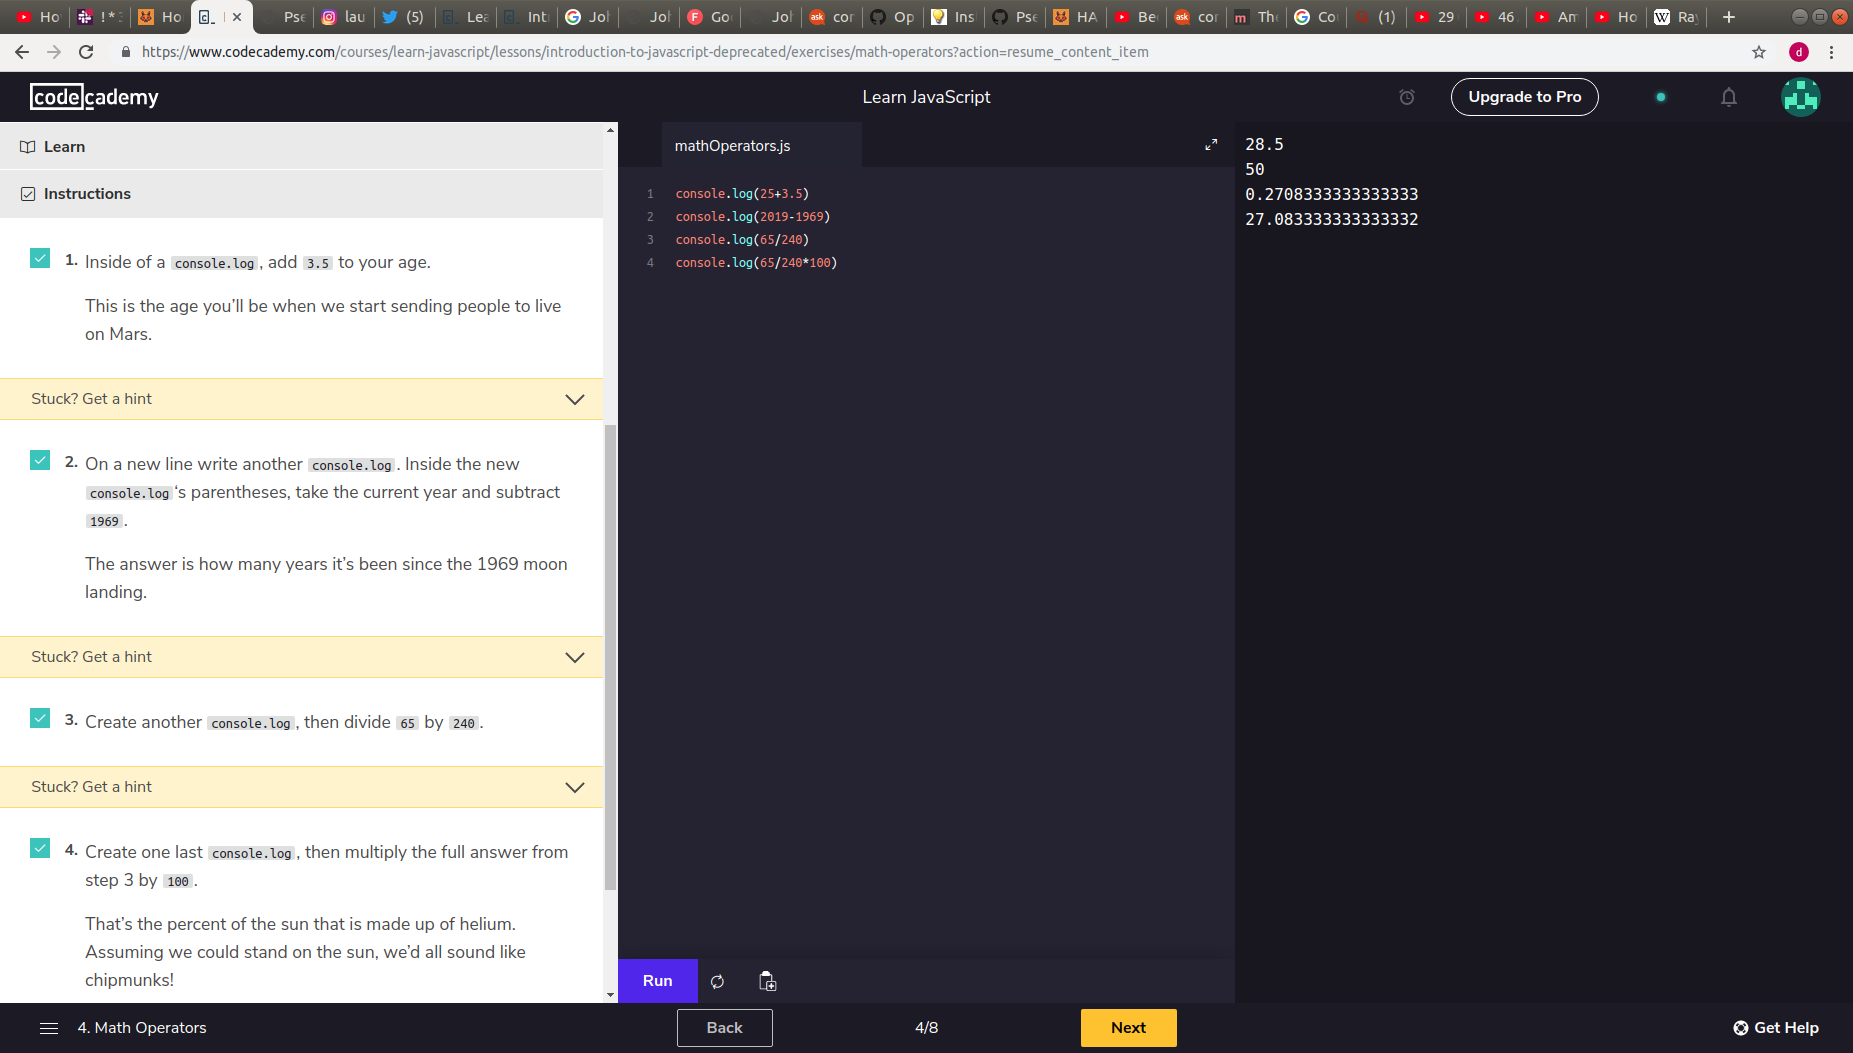 Ho
! * 3
Ho
Pse
lau
(5)
Lea
Int
Joh
Joh
Goo
Joh
cor
Op
Ins
Pse
HA
Be
cor
The
Co
(1)
29
46
Am
Ho
Ray
https://www.codecademy.com/courses/learn-javascript/lessons/introduction-to-javascript-deprecated/exercises/math-operators?action=resume_content_item
d
codecademy
Learn JavaScript
Upgrade to Pro
Learn
Instructions
1. Inside of a console.log, add 3.5 to your age.
This is the age you’ll be when we start sending people to live
on Mars.
Stuck? Get a hint
2. On a new line write another console.log. Inside the new
console.log‘s parentheses, take the current year and subtract
1969.
The answer is how many years it’s been since the 1969 moon
landing.
Stuck? Get a hint
3. Create another console.log, then divide 65 by 240.
Stuck? Get a hint
4. Create one last console.log, then multiply the full answer from
step 3 by 100.
That’s the percent of the sun that is made up of helium.
Assuming we could stand on the sun, we’d all sound like
chipmunks!
mathOperators.js
1 console.log(25+3.5)
2 console.log(2019-1969)
3 console.log(65/240)
4 console.log(65/240*100)
28.5
50
0.2708333333333333
27.083333333333332
Run
4. Math Operators
Back
4/8
Next
Get Help